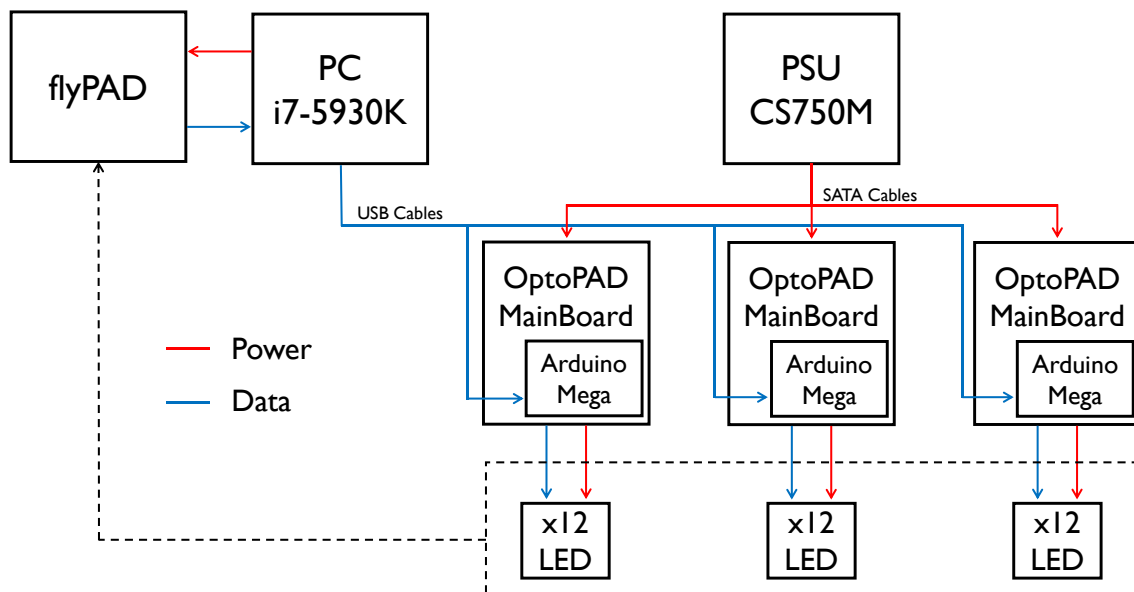 flyPAD
PC
i7-5930K
PSU
CS750M
USB Cables
SATA Cables
OptoPAD
MainBoard
Arduino
Mega
OptoPAD
MainBoard
Arduino
Mega
OptoPAD
MainBoard
Arduino
Mega
Power
Data
x12
LED
x12
LED
x12
LED